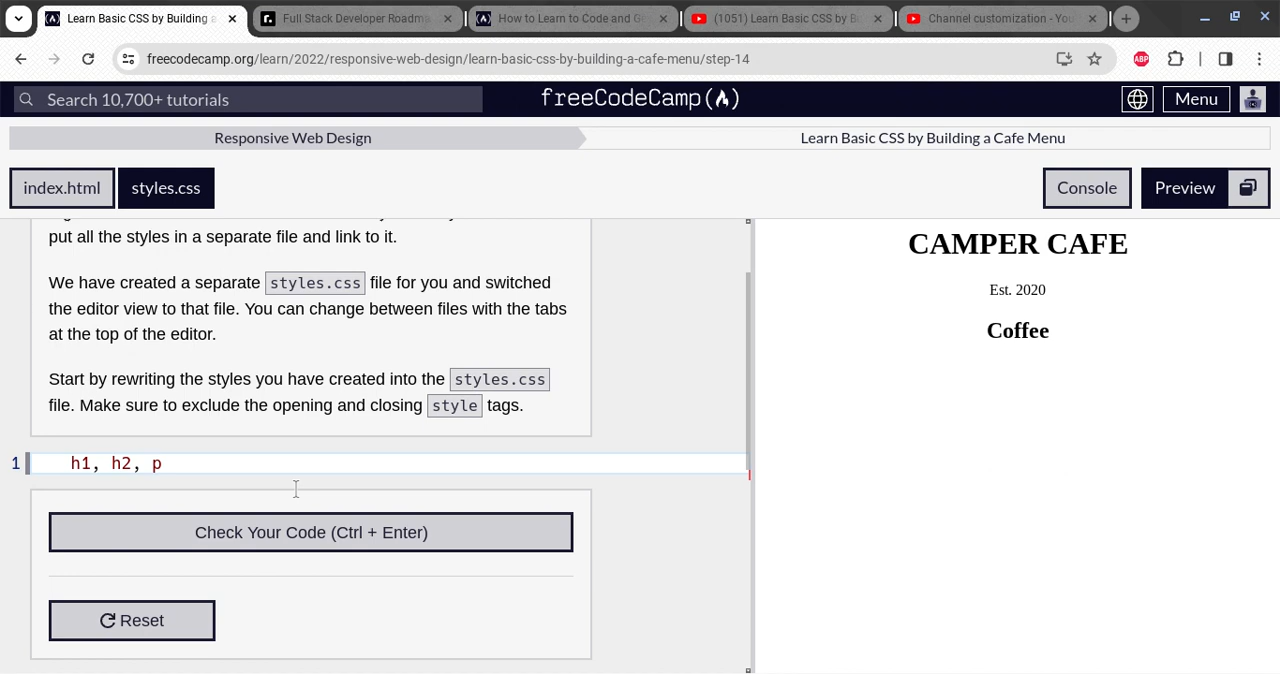 Learn Basic CSS by Building a
Full Stack Developer Roadma
How to Learn to Code and Ge
(1051) Learn Basic CSS by B
Channel customization - You
freecodecamp.org/learn/2022/responsive-web-design/learn-basic-css-by-building-a-cafe-menu/step-14
ABP
Search 10,700+ tutorials
freeCodeCamp
Menu
Responsive Web Design
Learn Basic CSS by Building a Cafe Menu
index.html
styles.css
Console
Preview
put all the styles in a separate file and link to it.
We have created a separate styles.css file for you and switched
the editor view to that file. You can change between files with the tabs
at the top of the editor.
Start by rewriting the styles you have created into the styles.css
file. Make sure to exclude the opening and closing style tags.
1 h1, h2, p
Check Your Code (Ctrl + Enter)
Reset
CAMPER CAFE
Est. 2020
Coffee